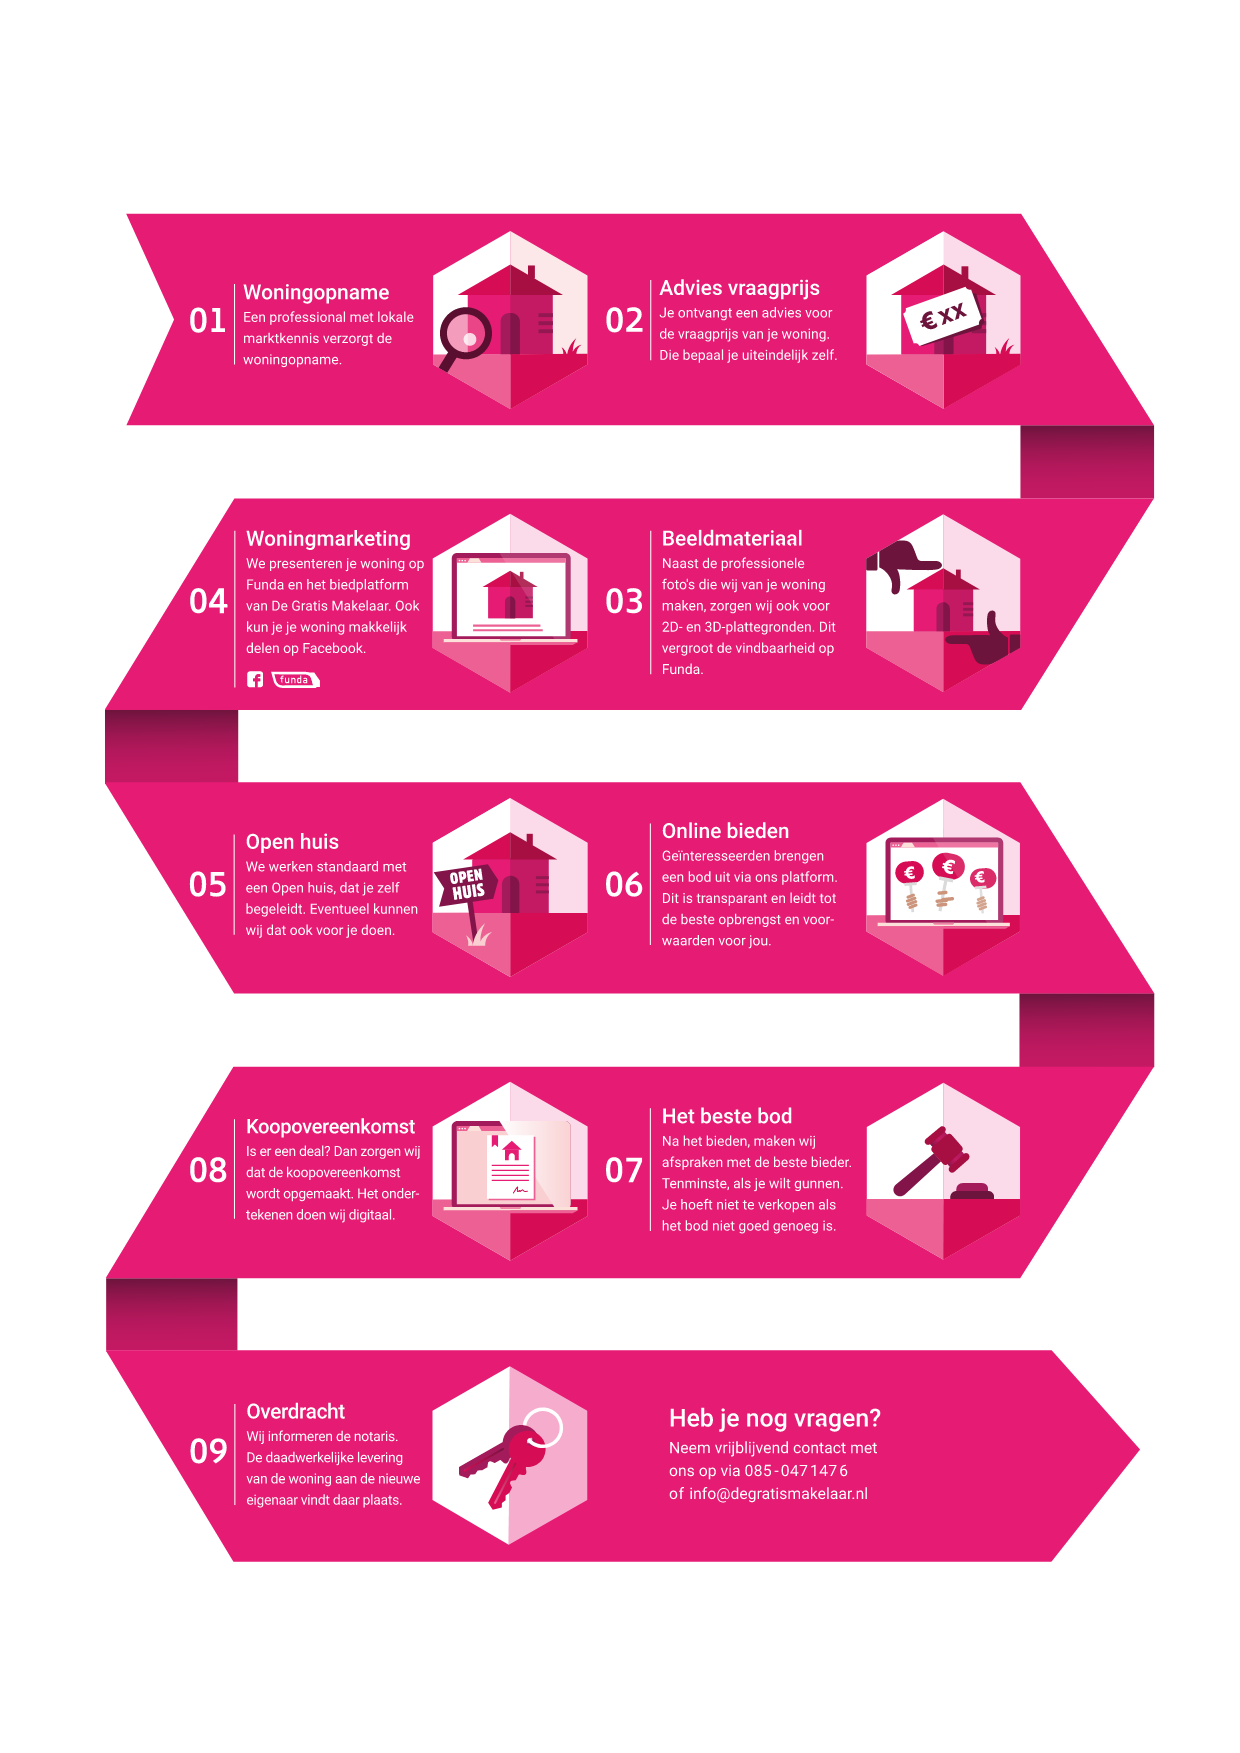 01
Woningopname
Een professional met lokale
marktkennis verzorgt de
woningopname.
02
Advies vraagprijs
Je ontvangt een advies voor
de vraagprijs van je woning.
Die bepaal je uiteindelijk zelf.
€ XX
03
Beeldmateriaal
Naast de professionele
foto's die wij van je woning
maken, zorgen wij ook voor
2D- en 3D-plattegronden. Dit
vergroot de vindbaarheid op
Funda.
04
Woningmarketing
We presenteren je woning op
Funda en het biedplatform
van De Gratis Makelaar. Ook
kun je je woning makkelijk
delen op Facebook.
f funda
05
Open huis
We werken standaard met
een Open huis, dat je zelf
begeleidt. Eventueel kunnen
wij dat ook voor je doen.
OPEN
HUIS
06
Online bieden
Geïnteresseerden brengen
een bod uit via ons platform.
Dit is transparant en leidt tot
de beste opbrengst en voor-
waarden voor jou.
€ € €
07
Het beste bod
Na het bieden, maken wij
afspraken met de beste bieder.
Tenminste, als je wilt gunnen.
Je hoeft niet te verkopen als
het bod niet goed genoeg is.
08
Koopovereenkomst
Is er een deal? Dan zorgen wij
dat de koopovereenkomst
wordt opgemaakt. Het onder-
tekenen doen wij digitaal.
09
Overdracht
Wij informeren de notaris.
De daadwerkelijke levering
van de woning aan de nieuwe
eigenaar vindt daar plaats.
Heb je nog vragen?
Neem vrijblijvend contact met
ons op via 085-0471476
of info@degratismakelaar.nl